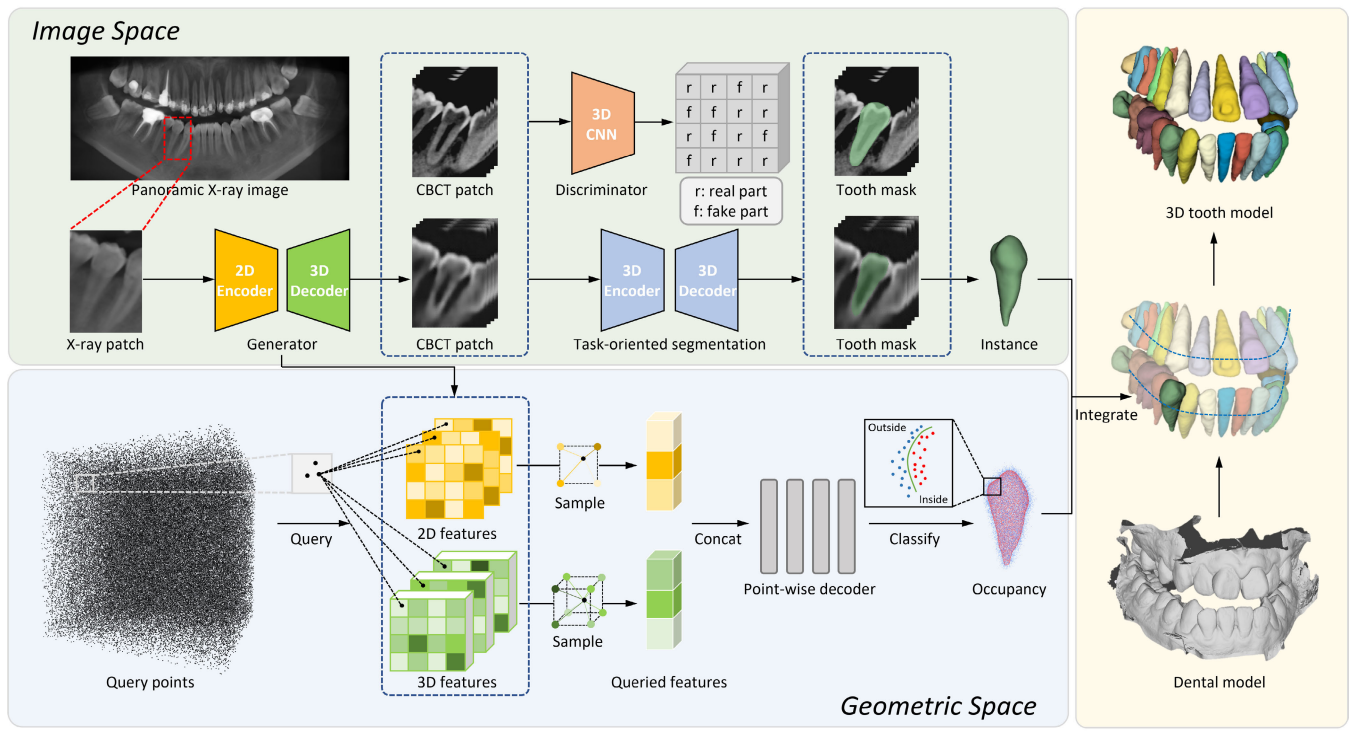 Image Space
Panoramic X-ray image
CBCT patch
3D
CNN
Discriminator
r r f r
f f r r
r r r f
f r r r
r: real part
f: fake part
Tooth mask
X-ray patch
2D
Encoder
3D
Decoder
Generator
CBCT patch
3D
Encoder
3D
Decoder
Task-oriented segmentation
Tooth mask
Instance
Query points
Query
2D features
3D features
Sample
Sample
Queried features
Concat
Point-wise decoder
Classify
Outside
Inside
Occupancy
Geometric Space
3D tooth model
Integrate
Dental model